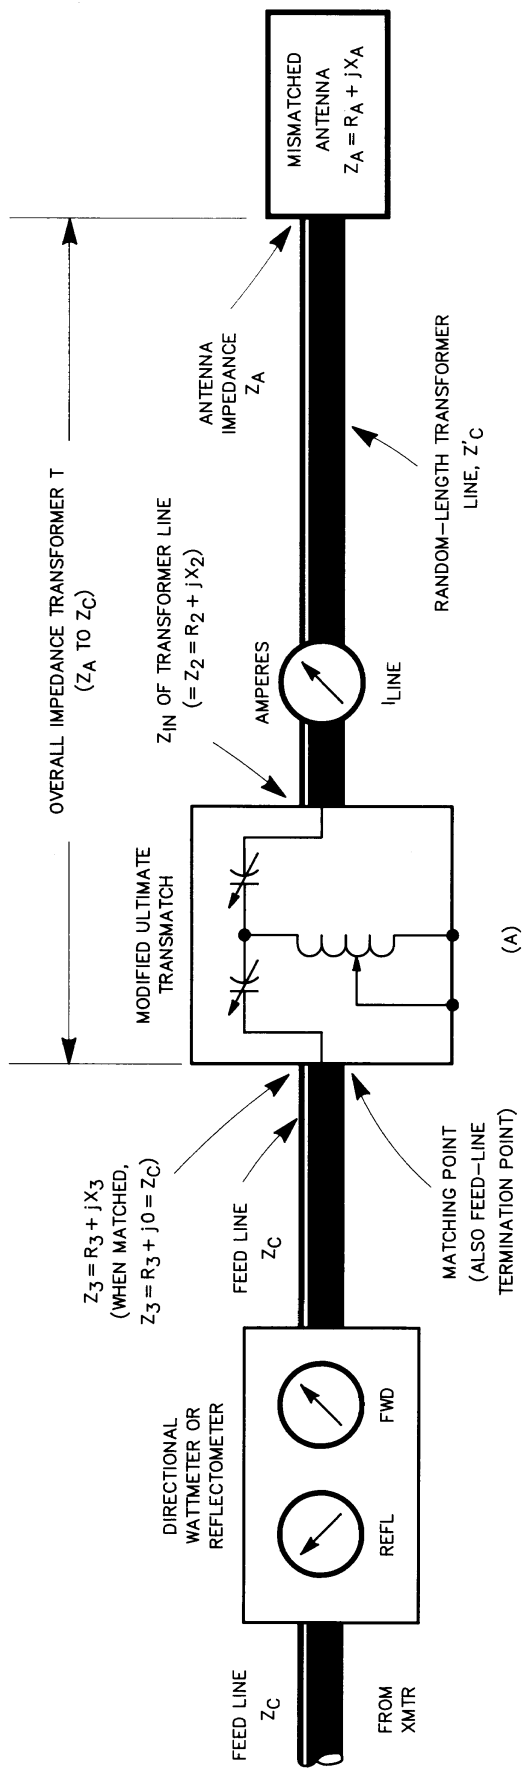 OVERALL IMPEDANCE TRANSFORMER T
(ZA TO ZC)
FEED LINE
ZC
FROM
XMTR
DIRECTIONAL
WATTMETER OR
REFLECTOMETER
REFL
FWD
Z3 = R3 + jX3
(WHEN MATCHED,
Z3 = R3 + j0 = ZC)
FEED LINE
ZC
MATCHING POINT
(ALSO FEED-LINE
TERMINATION POINT)
MODIFIED ULTIMATE
TRANSMATCH
ZIN OF TRANSFORMER LINE
(= Z2 = R2 + jX2)
AMPERES
ILINE
ANTENNA
IMPEDANCE
ZA
RANDOM-LENGTH TRANSFORMER
LINE, Z'C
MISMATCHED
ANTENNA
ZA = RA + jXA
(A)